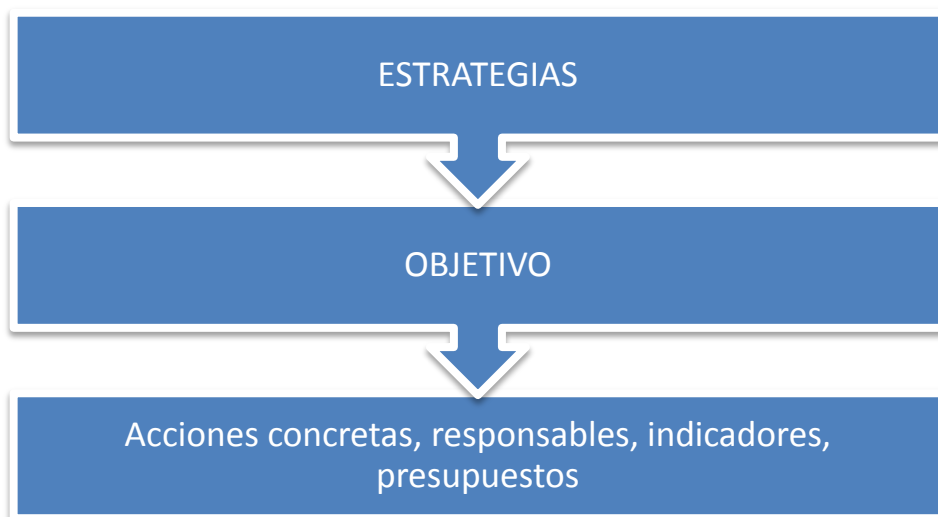 ESTRATEGIAS
OBJETIVO
Acciones concretas, responsables, indicadores,
presupuestos